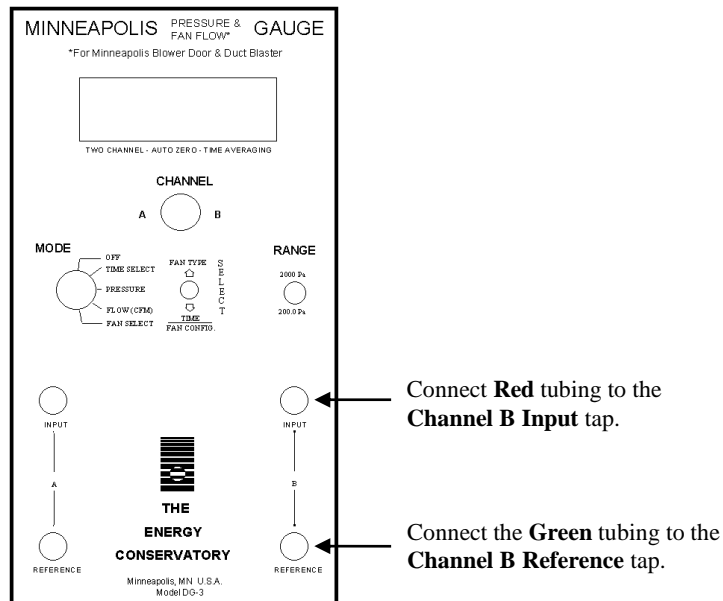 MINNEAPOLIS PRESSURE & FAN FLOW* GAUGE
*For Minneapolis Blower Door & Duct Blaster
TWO CHANNEL - AUTO ZERO - TIME AVERAGING
CHANNEL
A B
MODE
OFF
TIME SELECT
PRESSURE
FLOW (CFM)
FAN SELECT
FAN TYPE
SELECT
TIME
FAN CONFIG.
RANGE
2000 Pa
200.0 Pa
INPUT
A
REFERENCE
INPUT
B
REFERENCE
THE
ENERGY
CONSERVATORY
Minneapolis, MN U.S.A.
Model DG-3
Connect Red tubing to the
Channel B Input tap.
Connect the Green tubing to the
Channel B Reference tap.